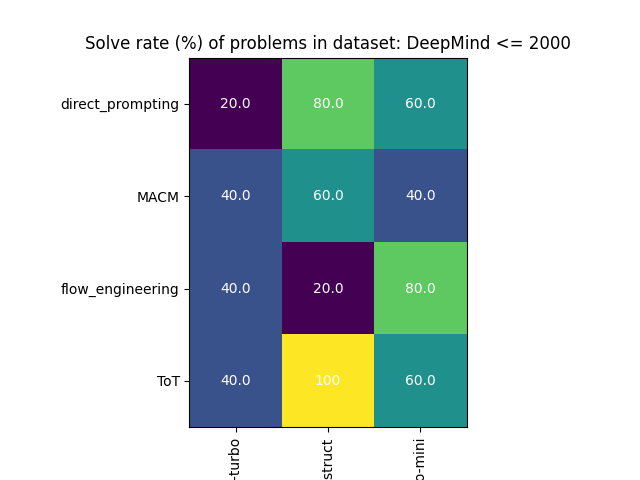 Solve rate (%) of problems in dataset: DeepMind <= 2000
direct_prompting 20.0 80.0 60.0
MACM 40.0 60.0 40.0
flow_engineering 40.0 20.0 80.0
ToT 40.0 100 60.0
-turbo struct o-mini